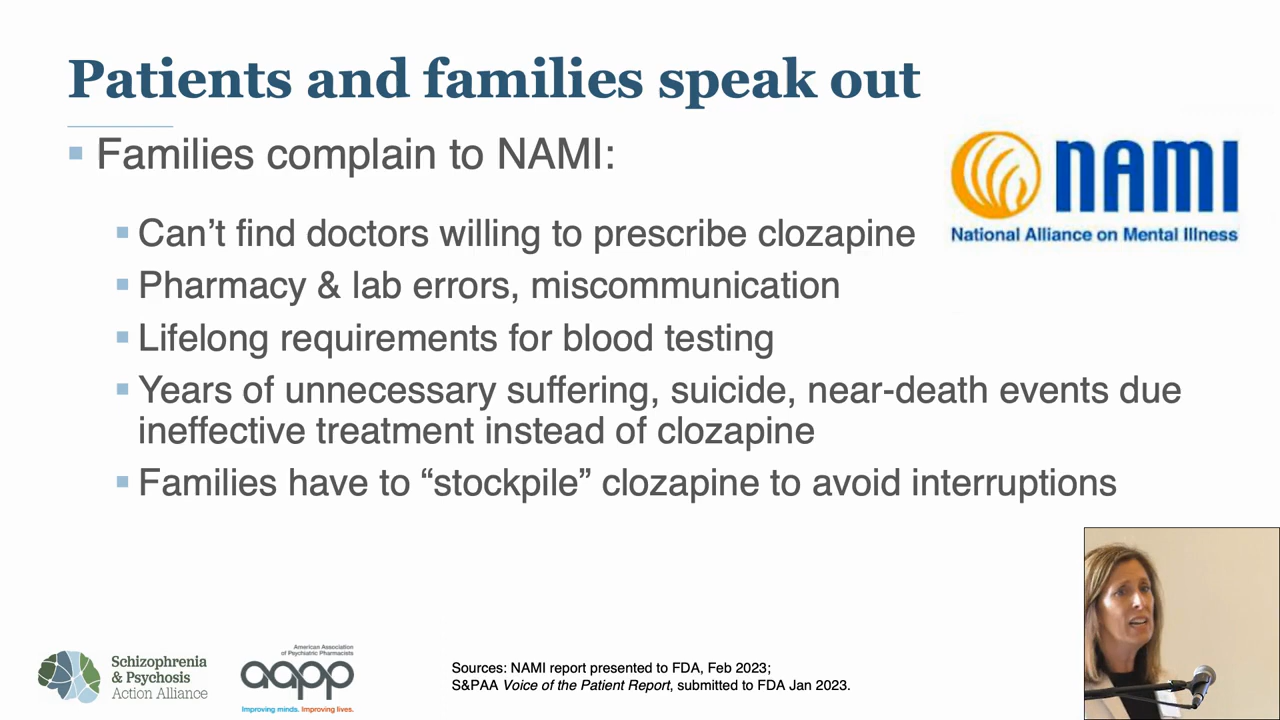 Patients and families speak out
Families complain to NAMI:
NAMI
National Alliance on Mental Illness
Can’t find doctors willing to prescribe clozapine
Pharmacy & lab errors, miscommunication
Lifelong requirements for blood testing
Years of unnecessary suffering, suicide, near-death events due
ineffective treatment instead of clozapine
Families have to “stockpile” clozapine to avoid interruptions
Schizophrenia
& Psychosis
Action Alliance
American Association
of Psychiatric Pharmacists
aapp
Improving minds. Improving lives.
Sources: NAMI report presented to FDA, Feb 2023;
S&PAA Voice of the Patient Report, submitted to FDA Jan 2023.